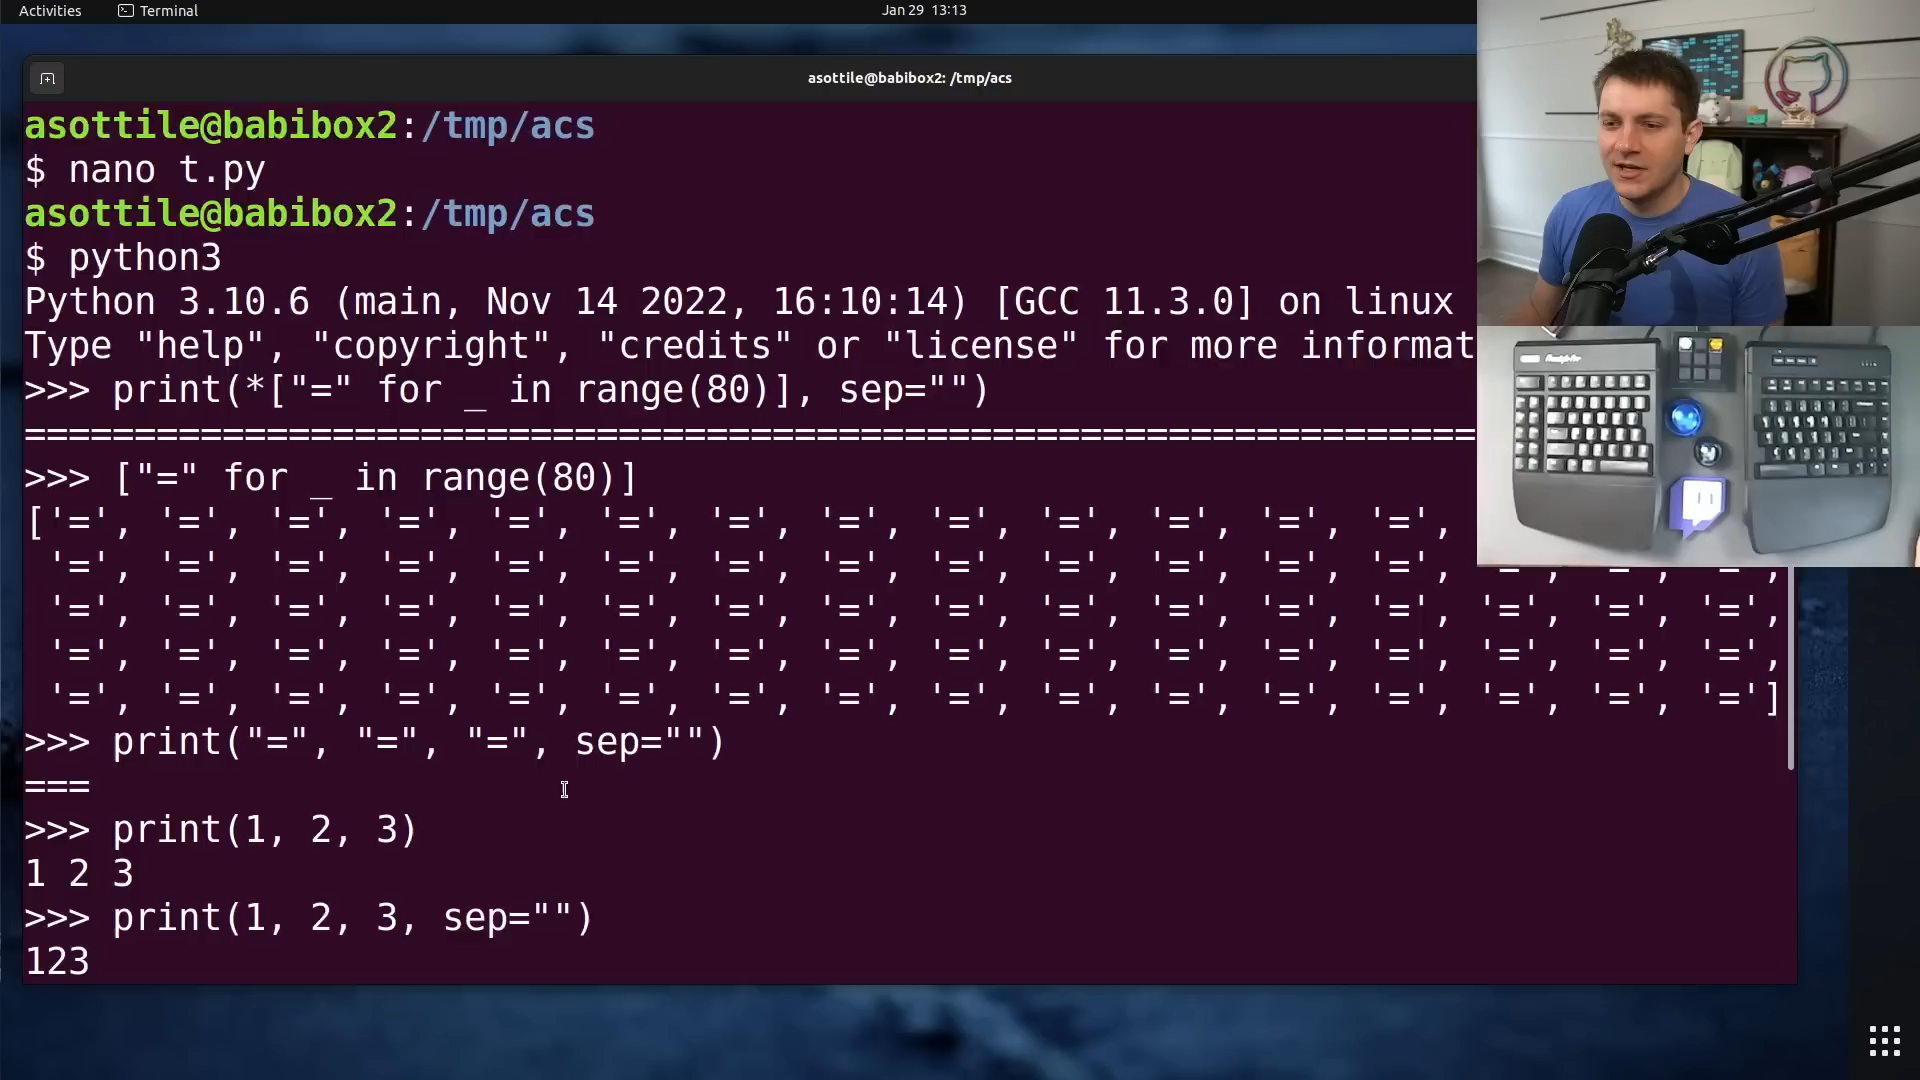 Activities
Terminal
Jan 29 13:13
asottile@babibox2: /tmp/acs
asottile@babibox2:/tmp/acs
$ nano t.py
asottile@babibox2:/tmp/acs
$ python3
Python 3.10.6 (main, Nov 14 2022, 16:10:14) [GCC 11.3.0] on linux
Type "help", "copyright", "credits" or "license" for more informat
>>> print(*["=" for _ in range(80)], sep="")
===================================================================
>>> ["=" for _ in range(80)]
['=', '=', '=', '=', '=', '=', '=', '=', '=', '=', '=', '=', '=',
'=', '=', '=', '=', '=', '=', '=', '=', '=', '=', '=', '=', '=', '=', '=', '=',
'=', '=', '=', '=', '=', '=', '=', '=', '=', '=', '=', '=', '=', '=', '=', '=',
'=', '=', '=', '=', '=', '=', '=', '=', '=', '=', '=', '=', '=', '=', '=', '=',
'=', '=', '=', '=', '=', '=', '=', '=', '=', '=', '=', '=', '=', '=', '=', '=']
>>> print("=", "=", "=", sep="")
===
>>> print(1, 2, 3)
1 2 3
>>> print(1, 2, 3, sep="")
123